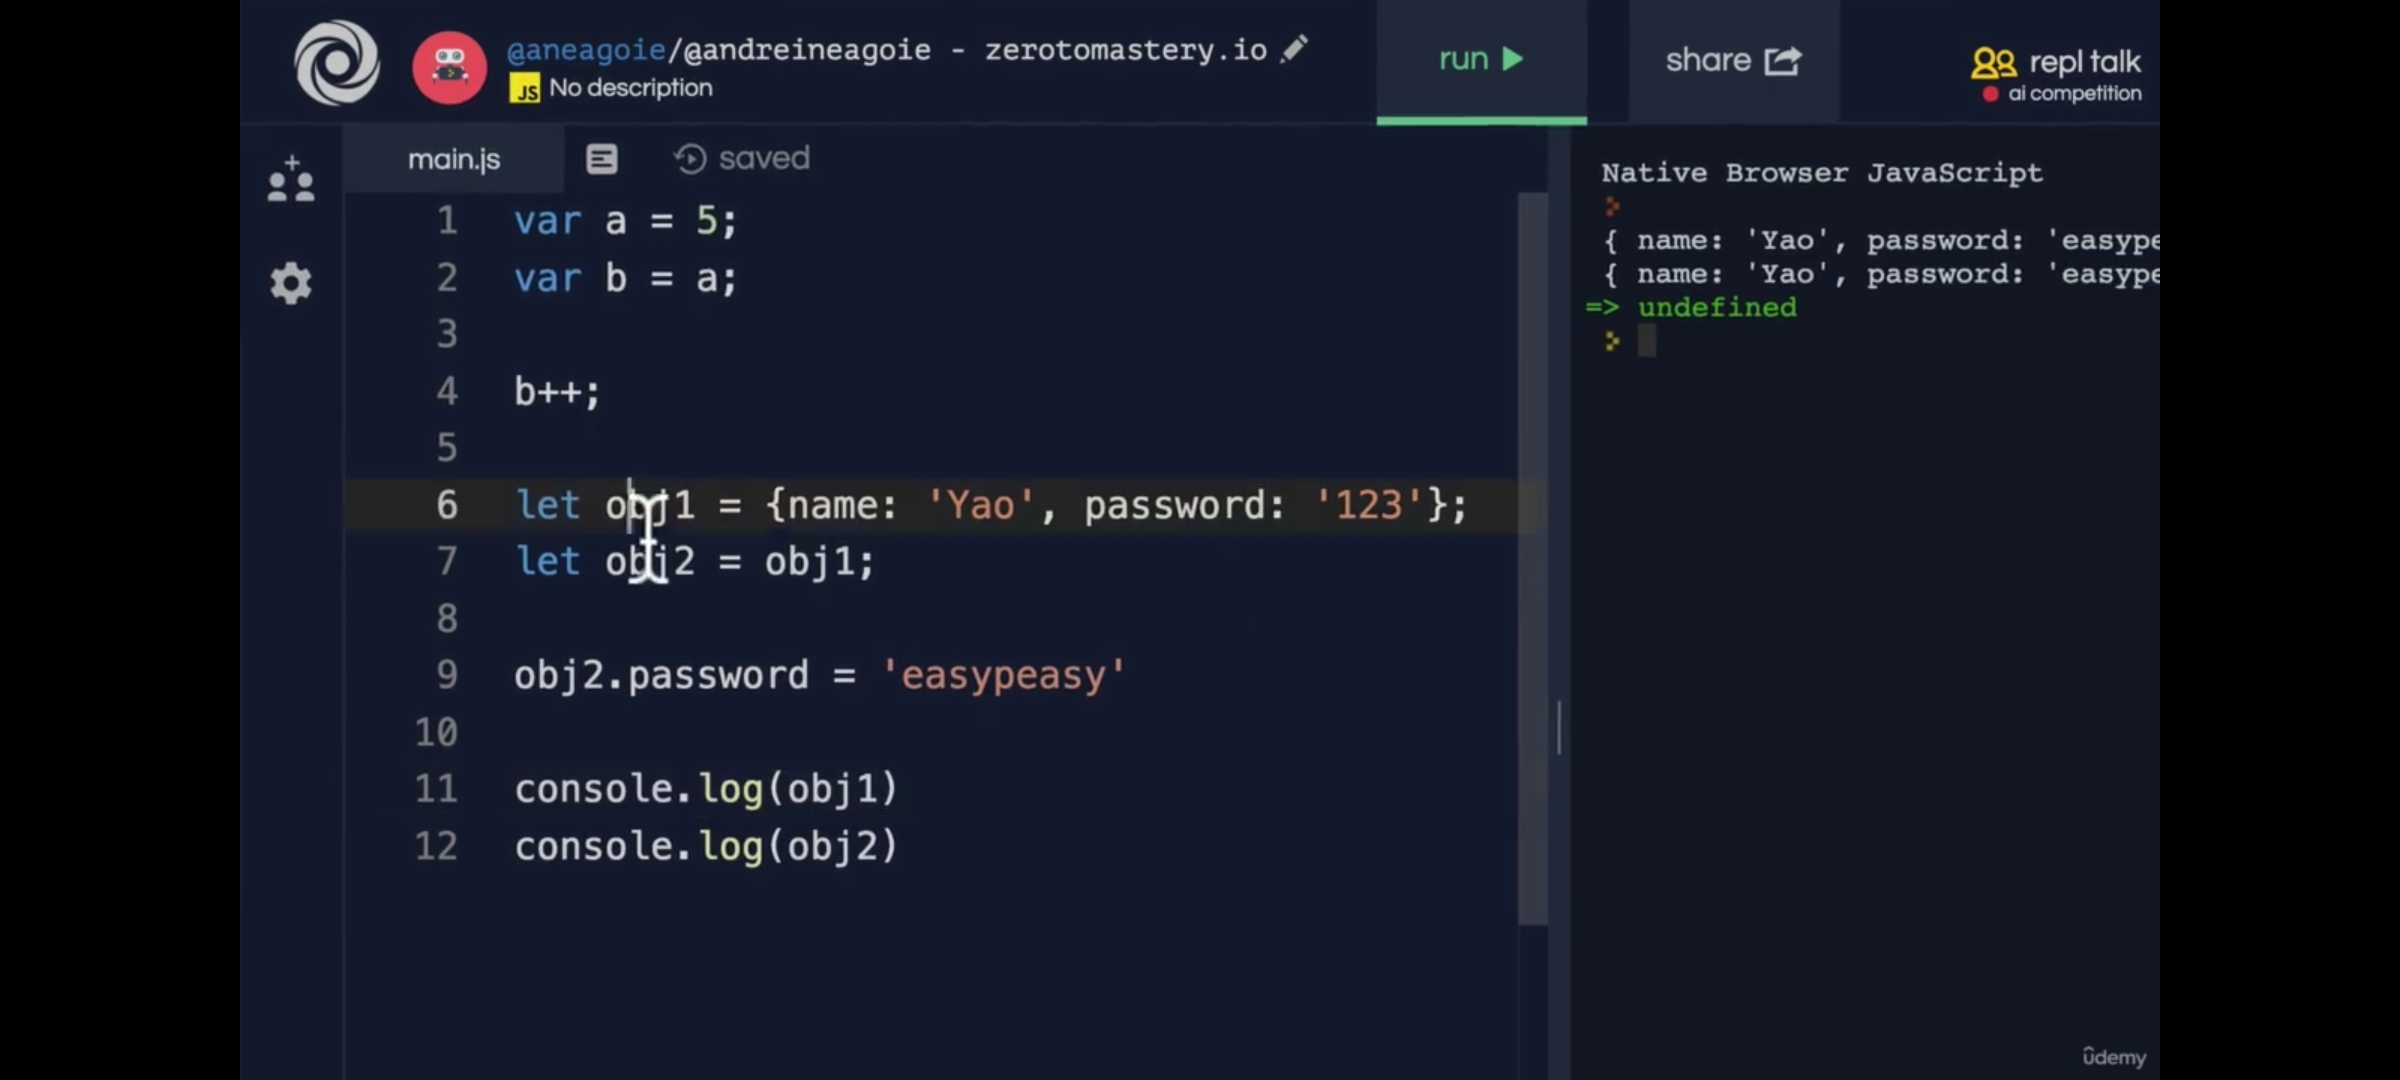 @aneagoie/@andreineagoie - zerotomastery.io
JS No description
run
share
repl talk
ai competition
main.js
saved
1 var a = 5;
2 var b = a;
3
4 b++;
5
6 let obj1 = {name: 'Yao', password: '123'};
7 let obj2 = obj1;
8
9 obj2.password = 'easypeasy'
10
11 console.log(obj1)
12 console.log(obj2)
Native Browser JavaScript
{ name: 'Yao', password: 'easype
{ name: 'Yao', password: 'easype
=> undefined
ûdemy